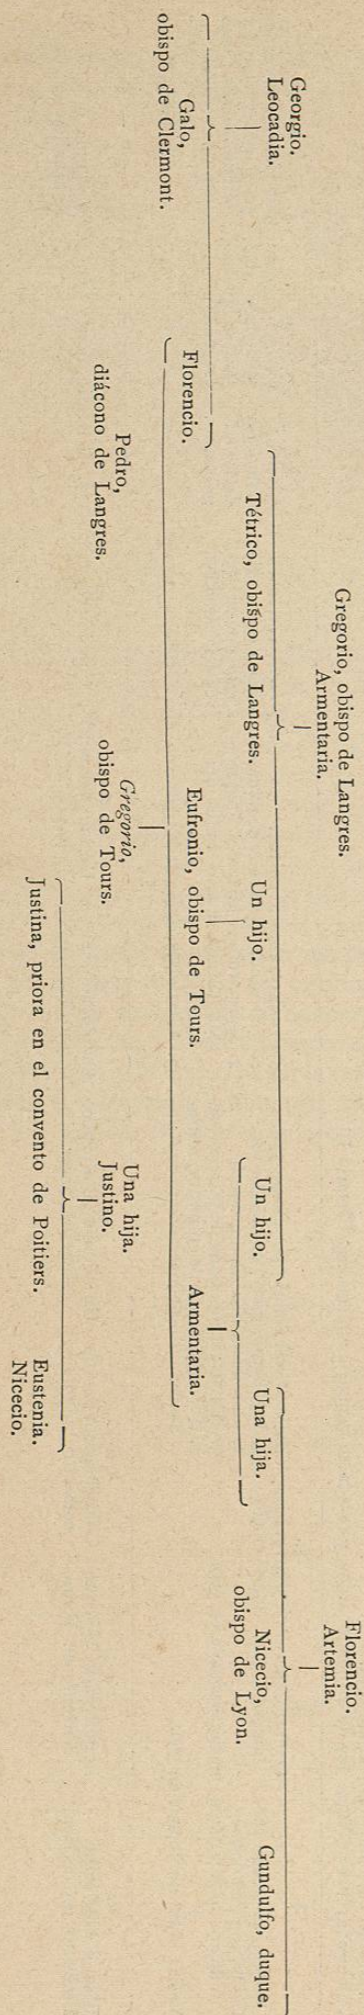 Gregorio, obispo de Langres.
Armentaria.
Florencio.
Artemia.
Georgio.
Leocadia.
Tétrico, obispo de Langres.
Un hijo.
Un hijo.
Una hija.
Nicecio,
obispo de Lyon.
Gundulfo, duque.
Galo,
obispo de Clermont.
Florencio.
Eufronio, obispo de Tours.
Armentaria.
Pedro,
diácono de Langres.
Gregorio,
obispo de Tours.
Una hija.
Justino.
Justina, priora en el convento de Poitiers.
Eustenia.
Nicecio.